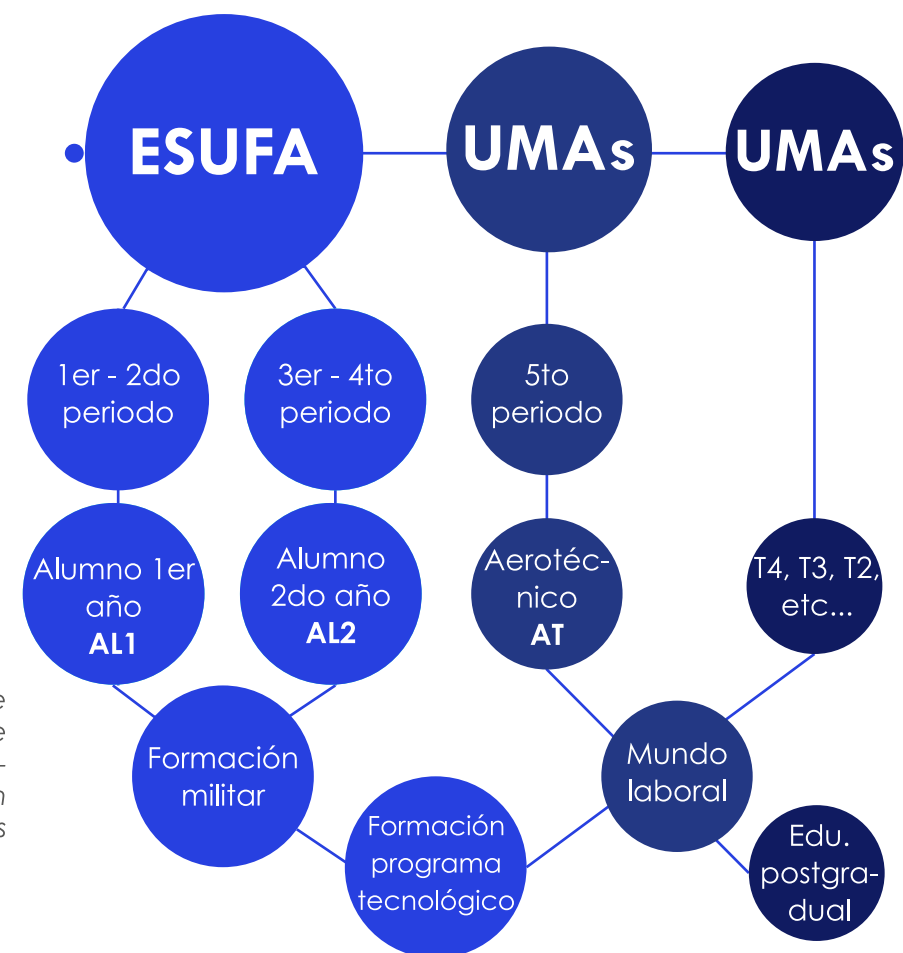 ESUFA
UMAs
UMAs
1er - 2do
periodo
3er - 4to
periodo
5to
periodo
Alumno 1er
año
AL1
Alumno
2do año
AL2
Aerotéc-
nico
AT
T4, T3, T2,
etc...
Formación
militar
Formación
programa
tecnológico
Mundo
laboral
Edu.
postgra-
dual
e
e
-
n
s